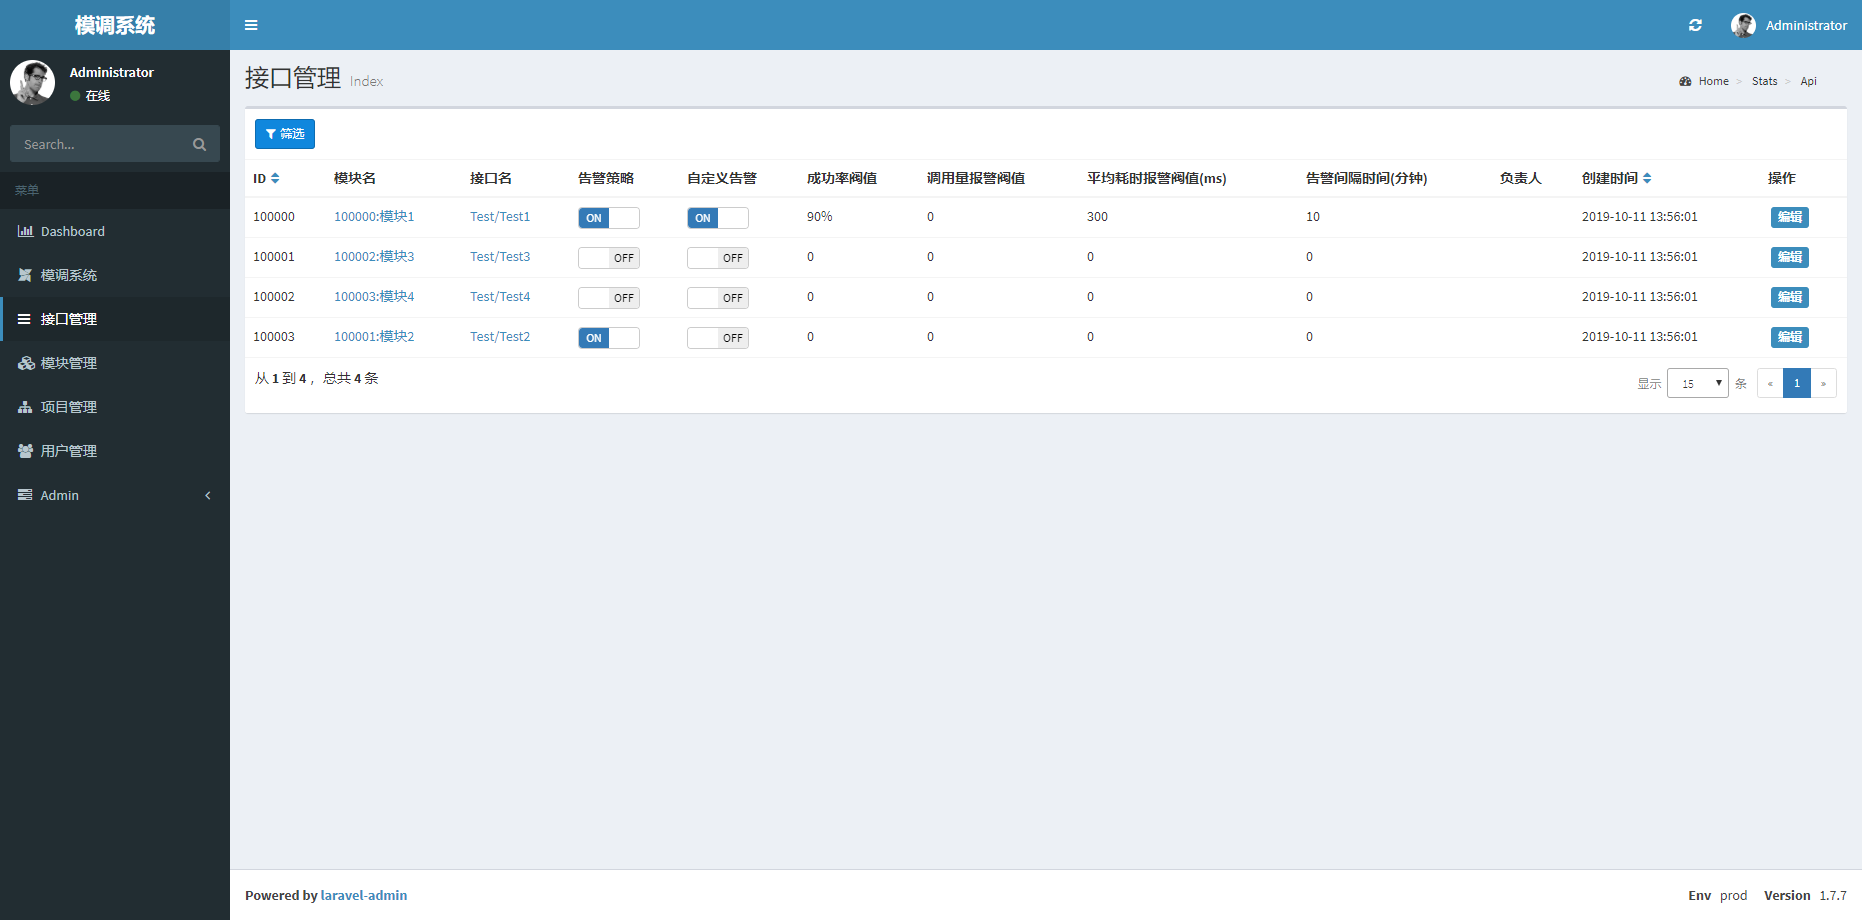 模调系统
Administrator
Administrator
在线
Search...
菜单
Dashboard
模调系统
接口管理
模块管理
项目管理
用户管理
Admin
接口管理 Index
Home > Stats > Api
筛选
ID 模块名 接口名 告警策略 自定义告警 成功率阀值 调用量报警阀值 平均耗时报警阀值(ms) 告警间隔时间(分钟) 负责人 创建时间 操作
100000 100000:模块1 Test/Test1 ON ON 90% 0 300 10 2019-10-11 13:56:01 编辑
100001 100002:模块3 Test/Test3 OFF OFF 0 0 0 0 2019-10-11 13:56:01 编辑
100002 100003:模块4 Test/Test4 OFF OFF 0 0 0 0 2019-10-11 13:56:01 编辑
100003 100001:模块2 Test/Test2 ON OFF 0 0 0 0 2019-10-11 13:56:01 编辑
从 1 到 4 ，总共 4 条
显示 15 条 « 1 »
Powered by laravel-admin
Env prod Version 1.7.7